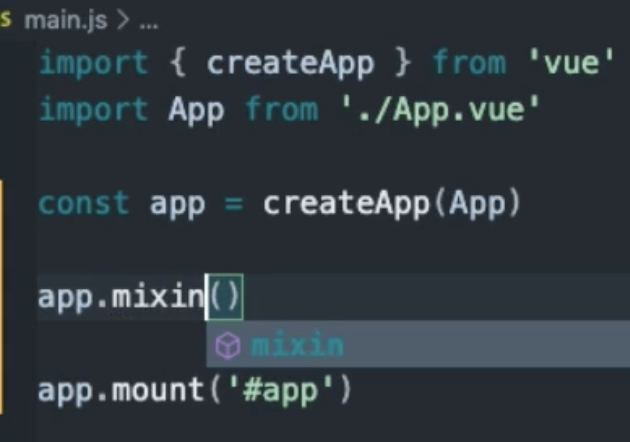 S main.js > ...
import { createApp } from 'vue'
import App from './App.vue'
const app = createApp(App)
app.mixin()
mixin
app.mount('#app')